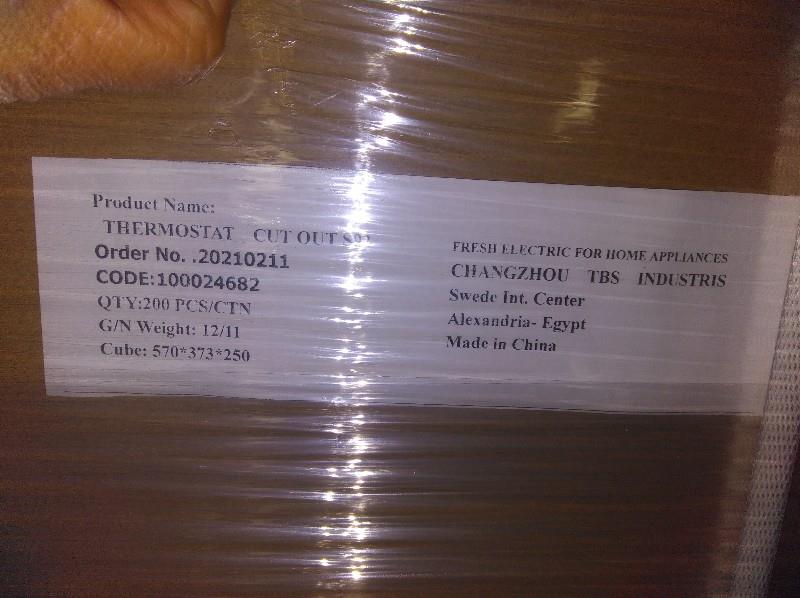 Product Name:
THERMOSTAT CUT OUT
Order No. .20210211
CODE:100024682
QTY:200 PCS/CTN
G/N Weight: 12/11
Cube: 570*373*250
FRESH ELECTRIC FOR HOME APPLIANCES
CHANGZHOU TBS INDUSTRIS
Swede Int. Center
Alexandria- Egypt
Made in China